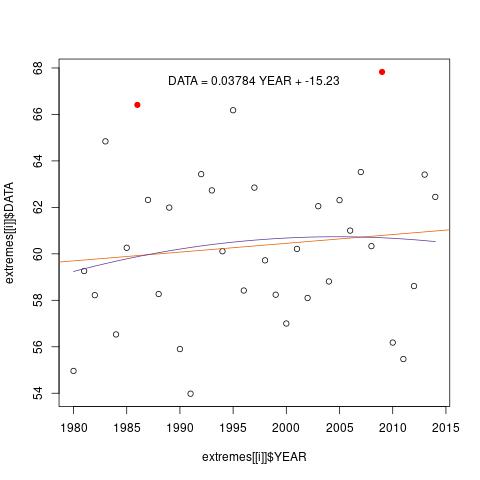 DATA = 0.03784 YEAR + -15.23
68
66
64
62
60
58
56
54
extremes[[i]]$DATA
1980 1985 1990 1995 2000 2005 2010 2015
extremes[[i]]$YEAR